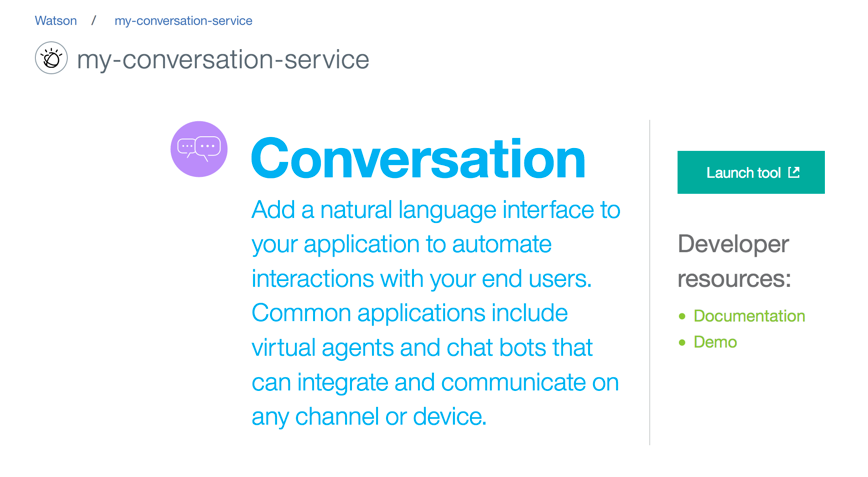 Watson / my-conversation-service
my-conversation-service
Conversation
Add a natural language interface to
your application to automate
interactions with your end users.
Common applications include
virtual agents and chat bots that
can integrate and communicate on
any channel or device.
Launch tool
Developer
resources:
• Documentation
• Demo